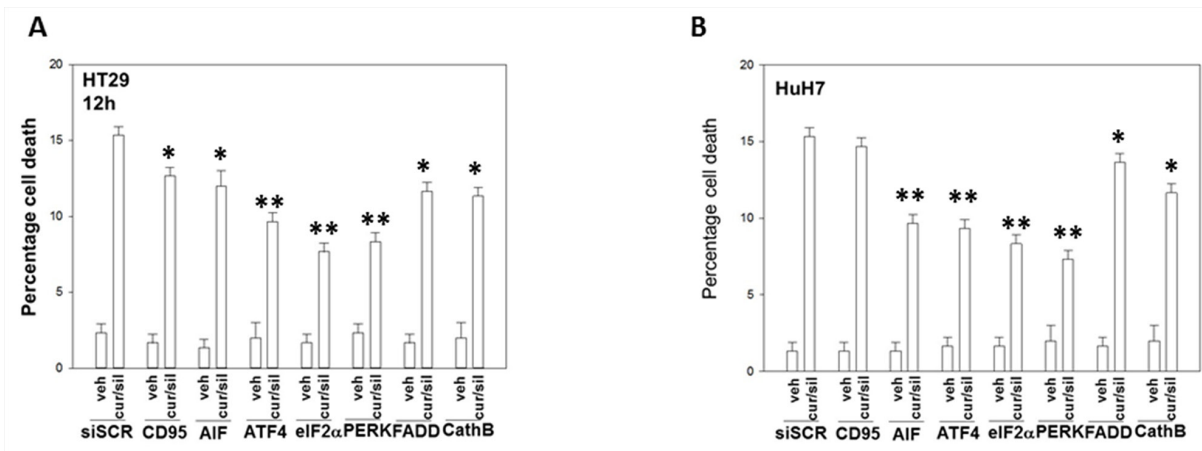 A
HT29
12h
Percentage cell death
20
15
10
5
0
*
*
**
**
**
*
*
veh cur/sil veh cur/sil veh cur/sil veh cur/sil veh cur/sil veh cur/sil veh cur/sil veh cur/sil
siSCR CD95 AIF ATF4 eIF2α PERK FADD CathB
B
HuH7
Percentage cell death
20
15
10
5
0
**
**
**
**
*
*
veh cur/sil veh cur/sil veh cur/sil veh cur/sil veh cur/sil veh cur/sil veh cur/sil veh cur/sil
siSCR CD95 AIF ATF4 eIF2α PERK FADD CathB